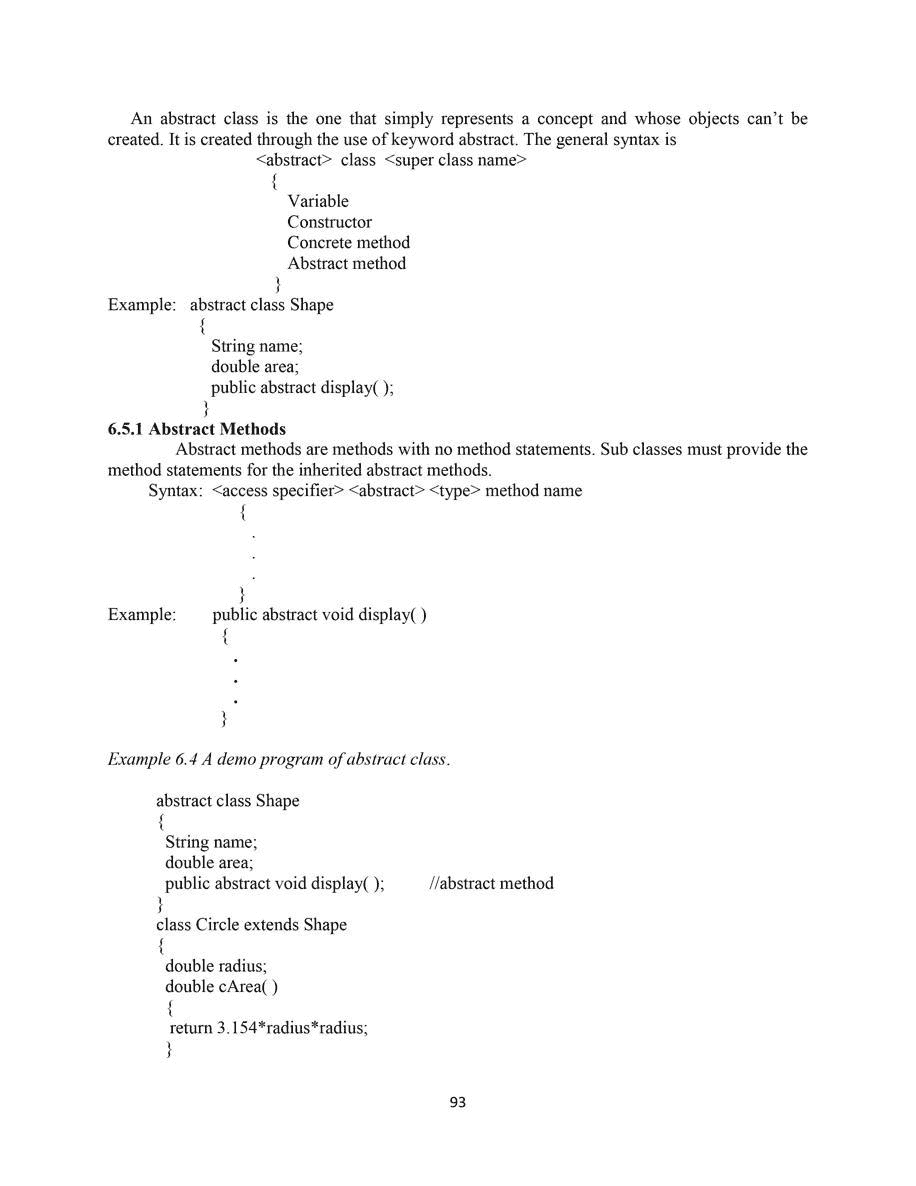 An abstract class is the one that simply represents a concept and whose objects can’t be
created. It is created through the use of keyword abstract. The general syntax is
<abstract> class <super class name>
{
Variable
Constructor
Concrete method
Abstract method
}
Example: abstract class Shape
{
String name;
double area;
public abstract display( );
}
6.5.1 Abstract Methods
Abstract methods are methods with no method statements. Sub classes must provide the
method statements for the inherited abstract methods.
Syntax: <access specifier> <abstract> <type> method name
{
.
.
.
}
Example: public abstract void display( )
{
.
.
.
}
Example 6.4 A demo program of abstract class.
abstract class Shape
{
String name;
double area;
public abstract void display( ); //abstract method
}
class Circle extends Shape
{
double radius;
double cArea( )
{
return 3.154*radius*radius;
}
93